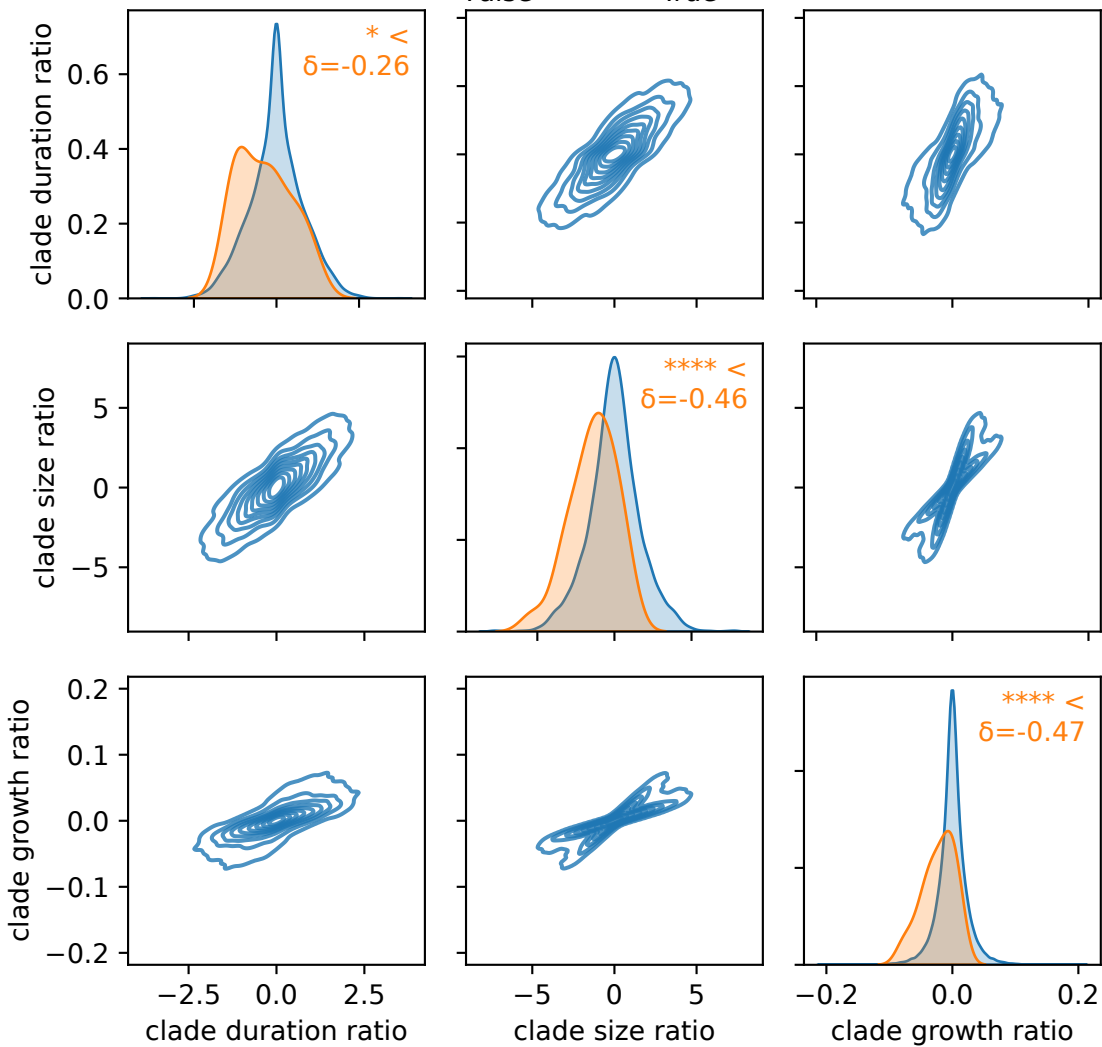 clade duration ratio
0.6
0.4
0.2
0.0
* <
δ=-0.26
clade size ratio
5
0
−5
**** <
δ=-0.46
clade growth ratio
0.2
0.1
0.0
−0.1
−0.2
**** <
δ=-0.47
−2.5 0.0 2.5
clade duration ratio
−5 0 5
clade size ratio
−0.2 0.0 0.2
clade growth ratio